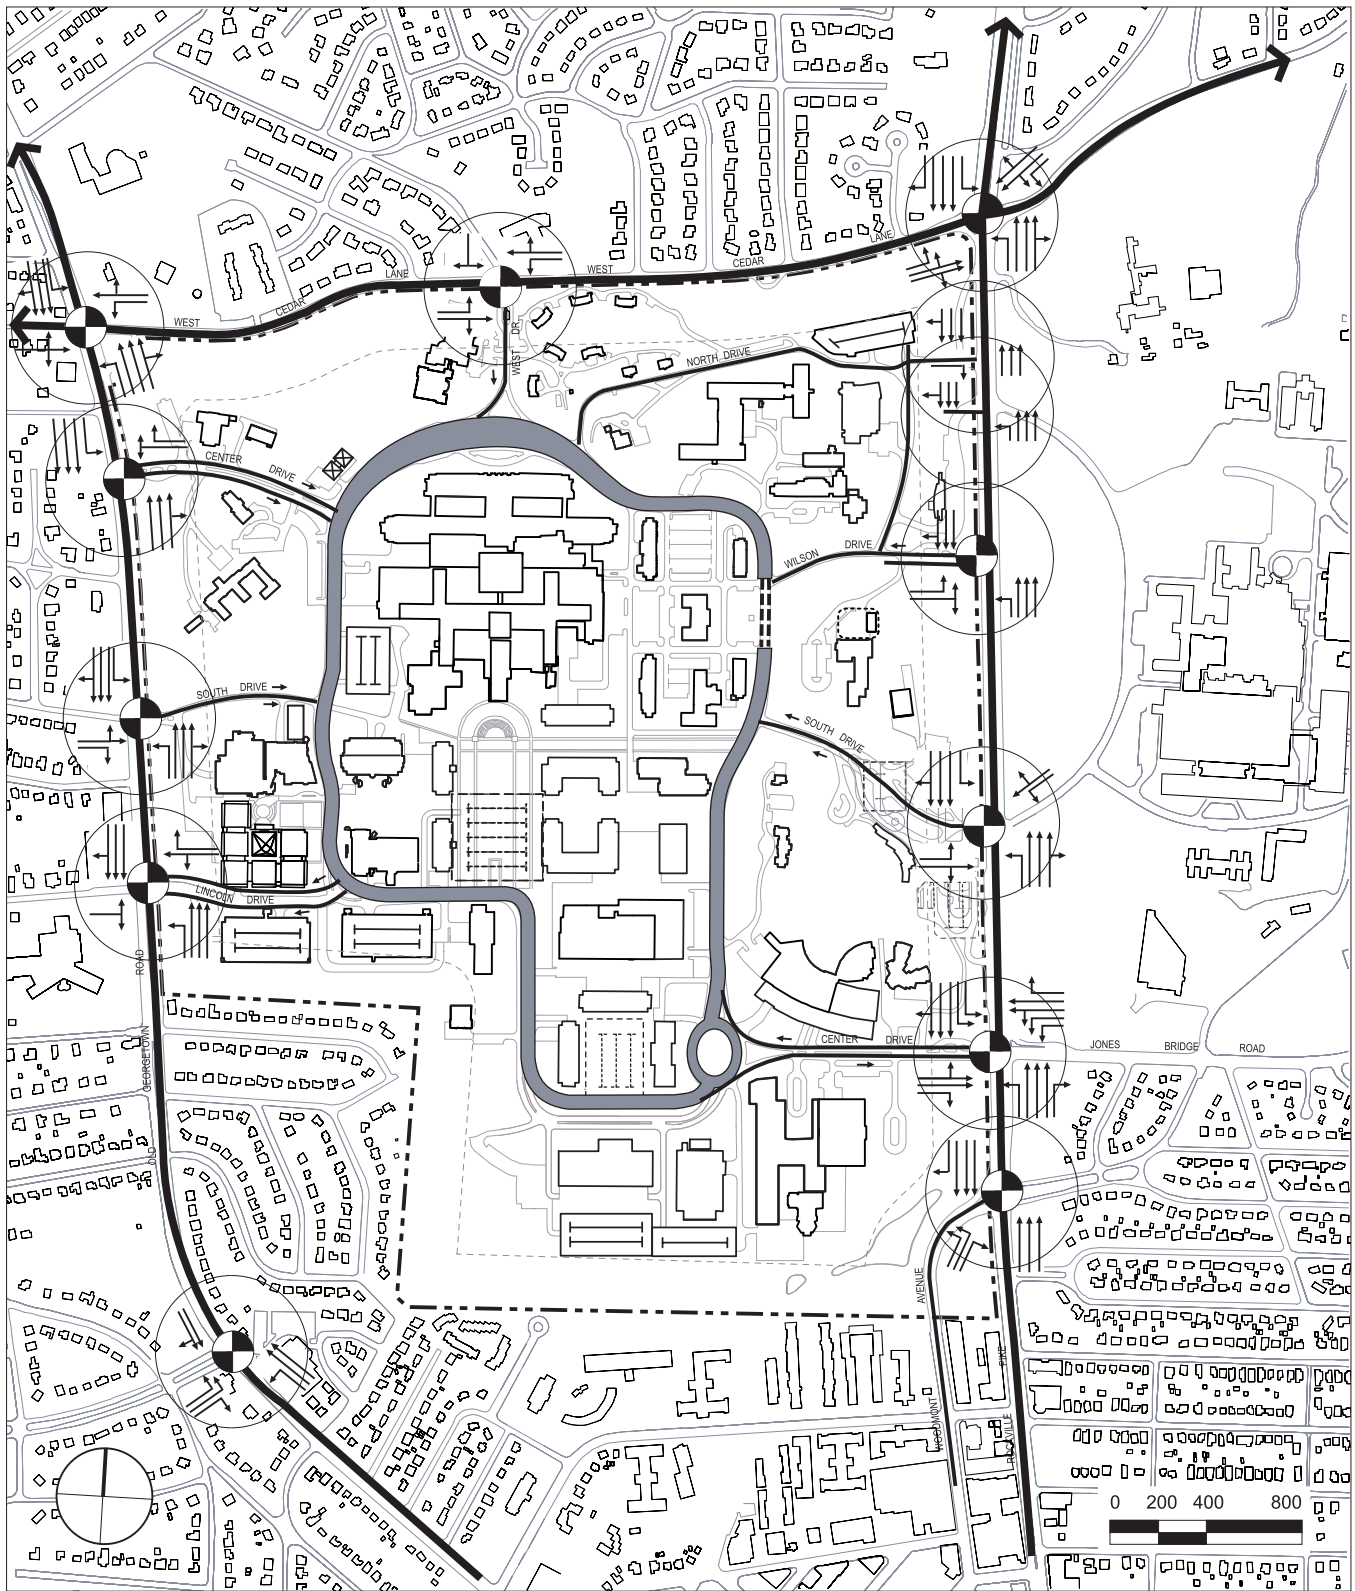 LANE
CEDAR
WEST
LANE
CEDAR
WEST
WEST DR.
NORTH DRIVE
CENTER DRIVE
WILSON DRIVE
SOUTH DRIVE
SOUTH DRIVE
LINCOLN DRIVE
ROAD
GEORGETOWN
OLD
CENTER DRIVE
JONES BRIDGE ROAD
AVENUE
WOODMONT
PIKE
ROCKVILLE
0 200 400 800